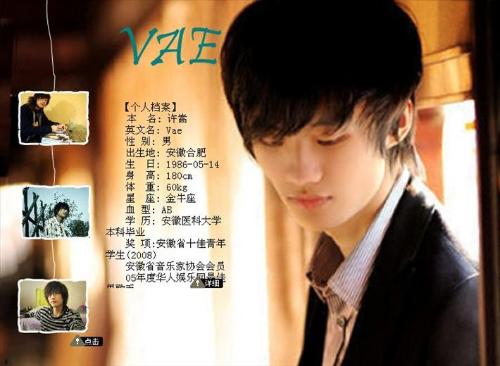 VAE
【个人档案】
本 名: 许嵩
英文名: Vae
性 别: 男
出生地: 安徽合肥
生 日: 1986-05-14
身 高: 180cm
体 重: 60kg
星 座: 金牛座
血 型: AB
学 历: 安徽医科大学
本科毕业
奖 项:安徽省十佳青年
学生(2008)
安徽省音乐家协会会员
05年度华人娱乐网最佳
详细
点击